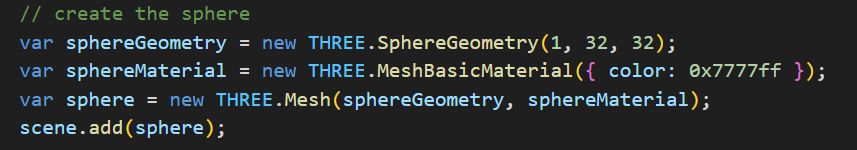 // create the sphere
var sphereGeometry = new THREE.SphereGeometry(1, 32, 32);
var sphereMaterial = new THREE.MeshBasicMaterial({ color: 0x7777ff });
var sphere = new THREE.Mesh(sphereGeometry, sphereMaterial);
scene.add(sphere);